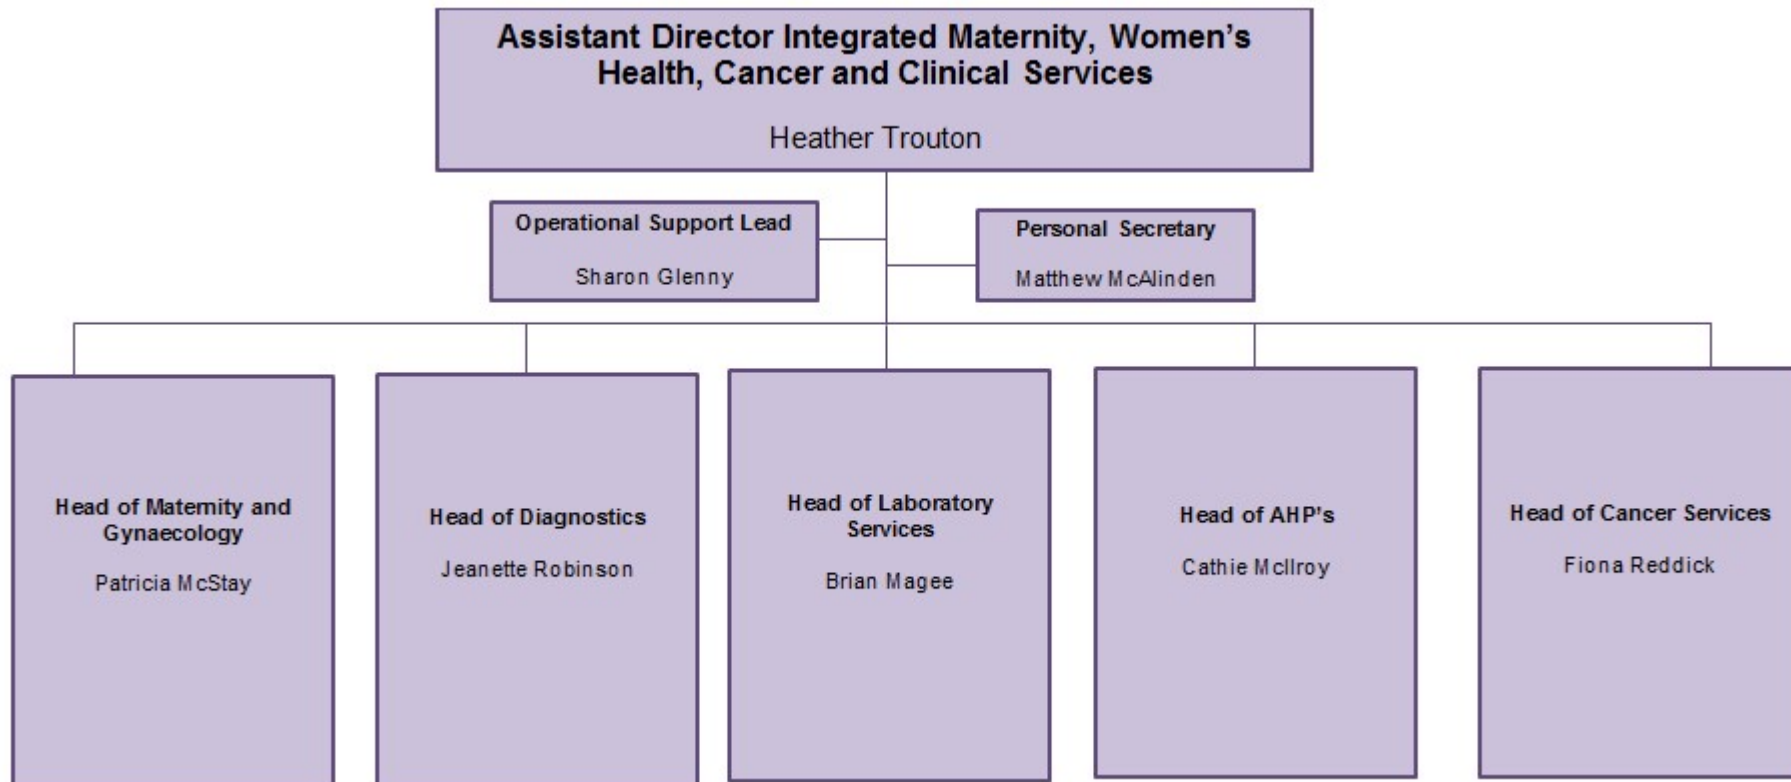 Assistant Director Integrated Maternity, Women's
Health, Cancer and Clinical Services
Heather Trouton
Operational Support Lead
Sharon Glenny
Personal Secretary
Matthew McAlinden
Head of Maternity and
Gynaecology
Patricia McStay
Head of Diagnostics
Jeanette Robinson
Head of Laboratory
Services
Brian Magee
Head of AHP's
Cathie McIlroy
Head of Cancer Services
Fiona Reddick